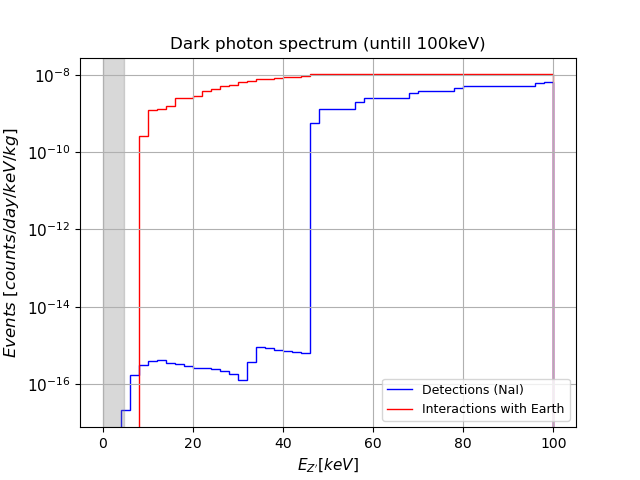 Dark photon spectrum (untill 100keV)
Events [counts/day/keV/kg]
10⁻⁸
10⁻¹⁰
10⁻¹²
10⁻¹⁴
10⁻¹⁶
Detections (NaI)
Interactions with Earth
0 20 40 60 80 100
E_Z' [keV]